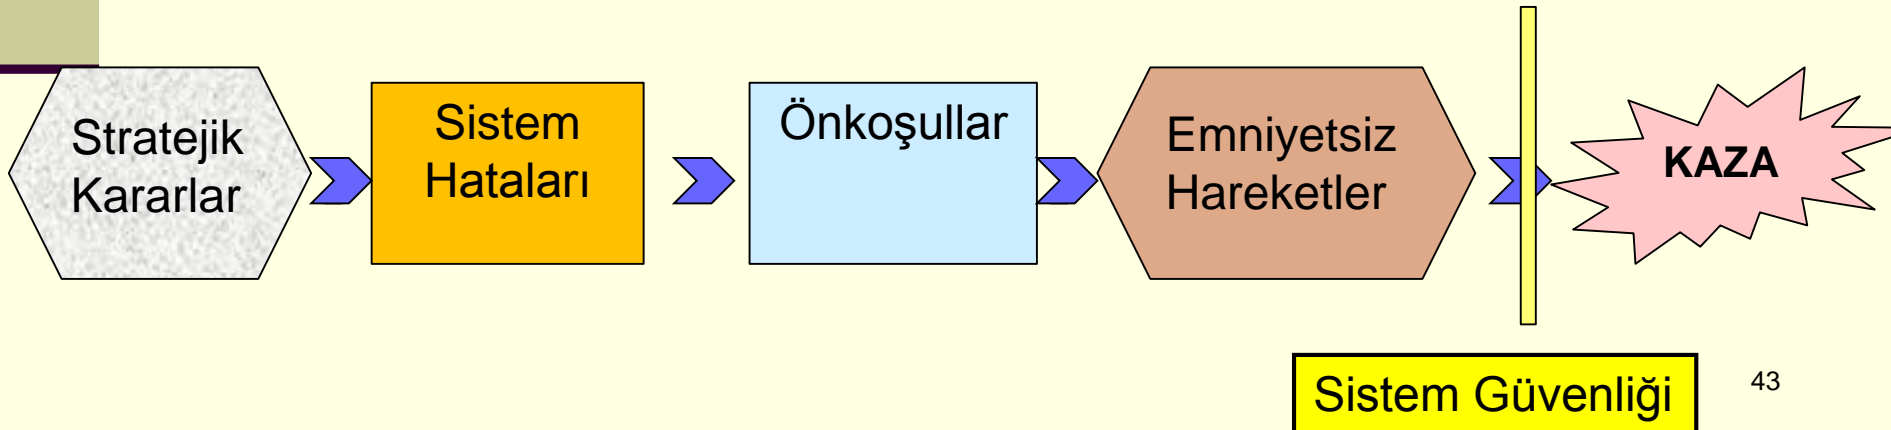 Stratejik
Kararlar
Sistem
Hataları
Önkoşullar
Emniyetsiz
Hareketler
KAZA
Sistem Güvenliği
43